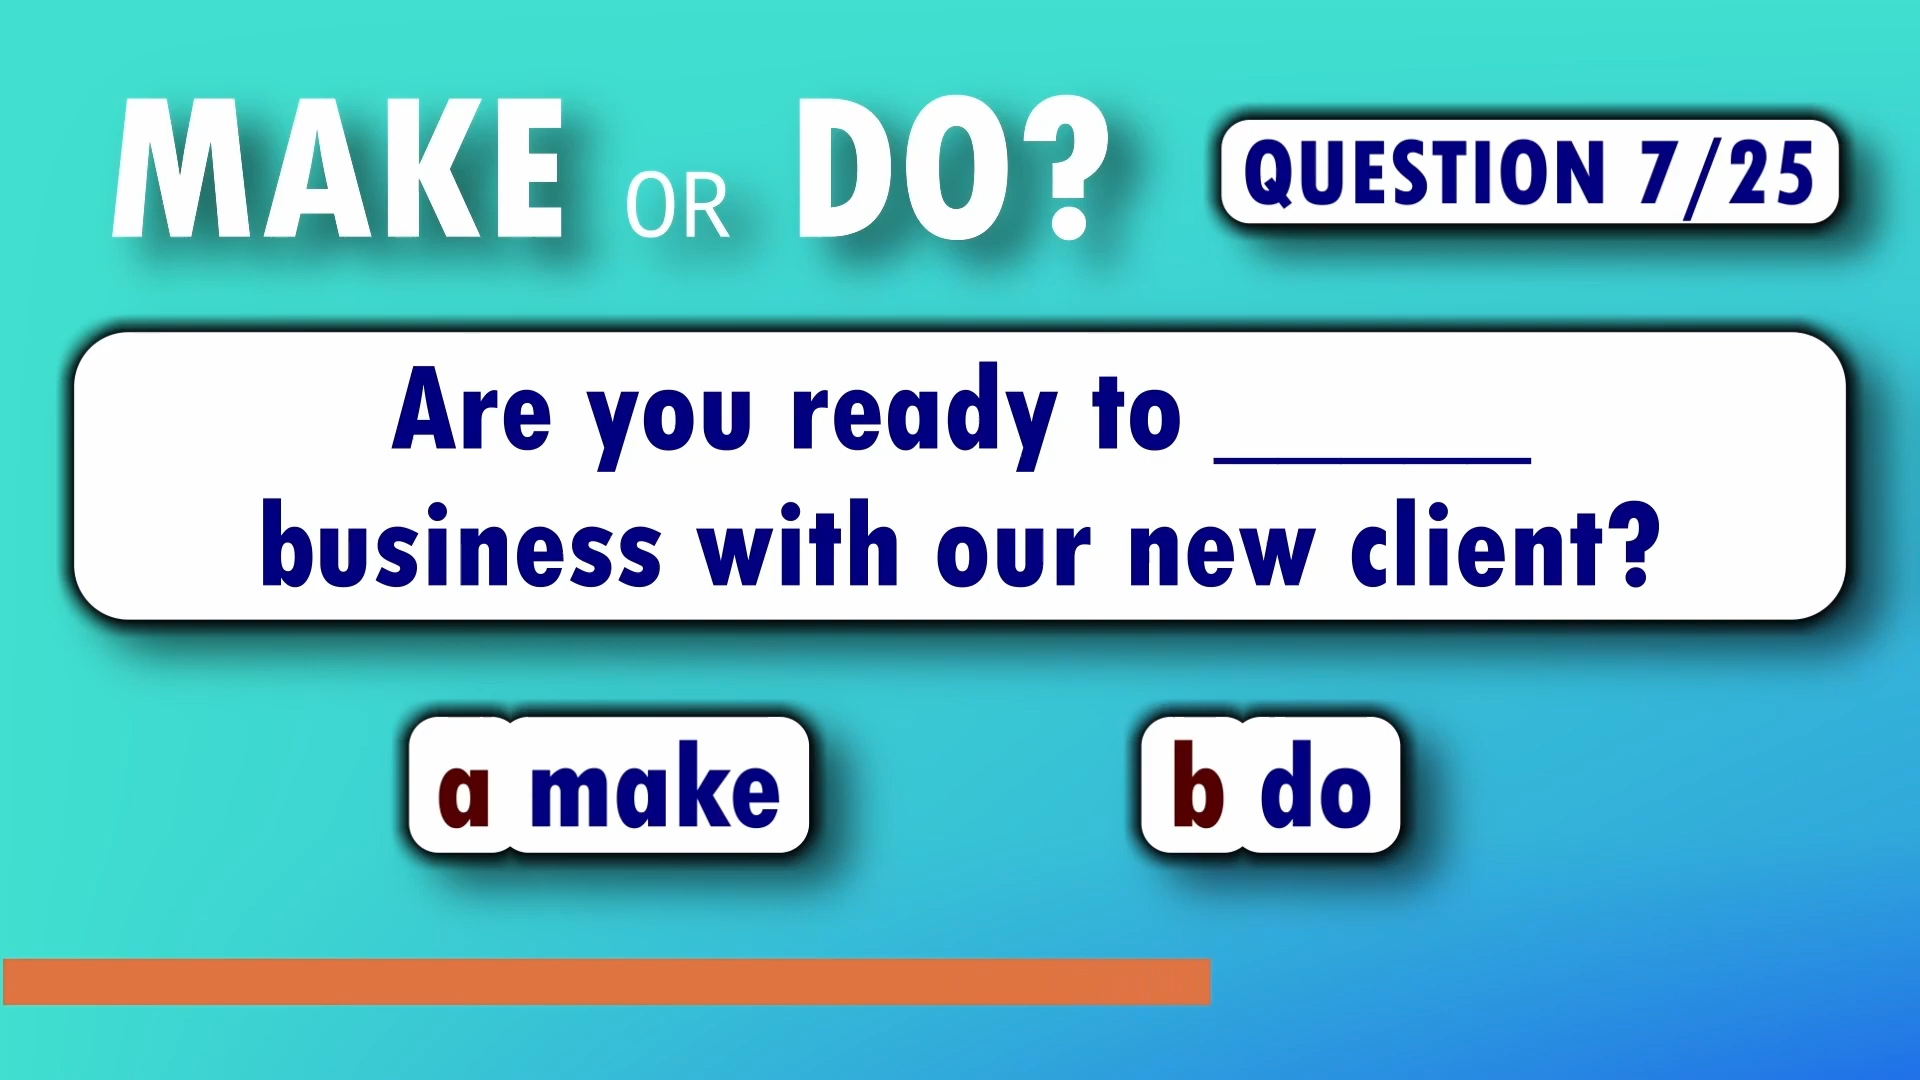 MAKE OR DO?
QUESTION 7/25
Are you ready to ______
business with our new client?
a make
b do